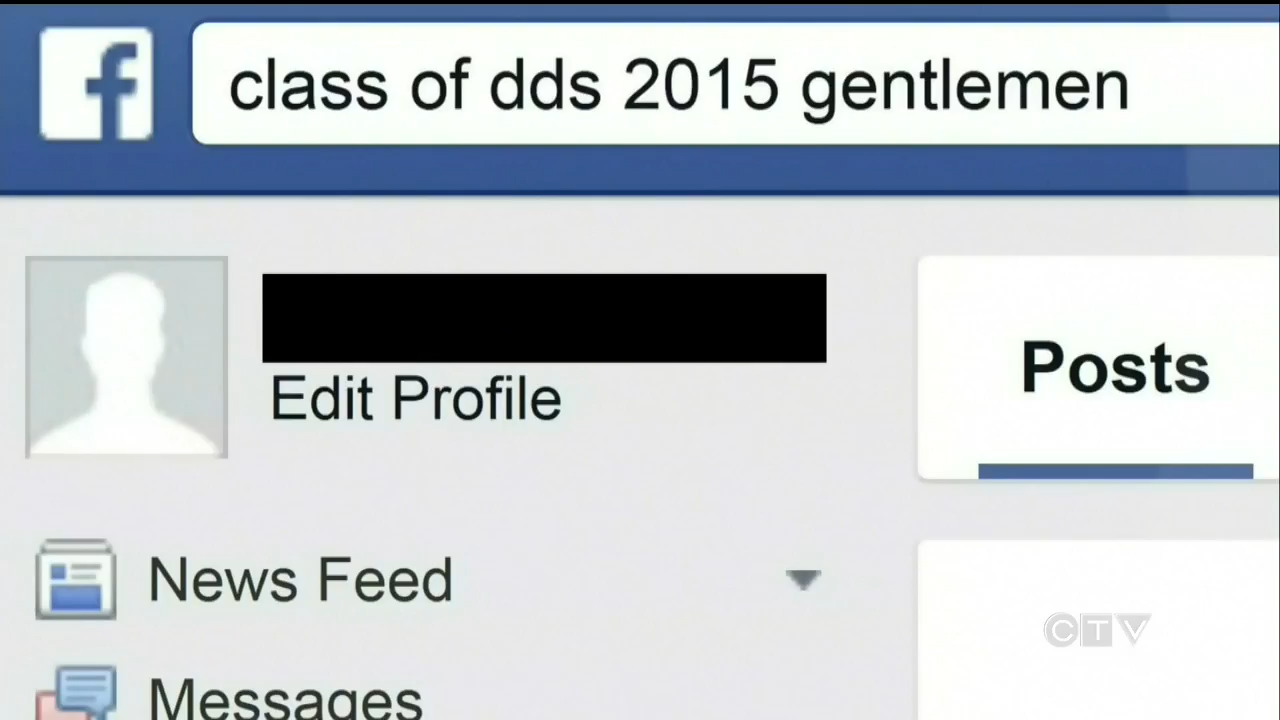 f
class of dds 2015 gentlemen
Edit Profile
Posts
News Feed
Messages
CTV